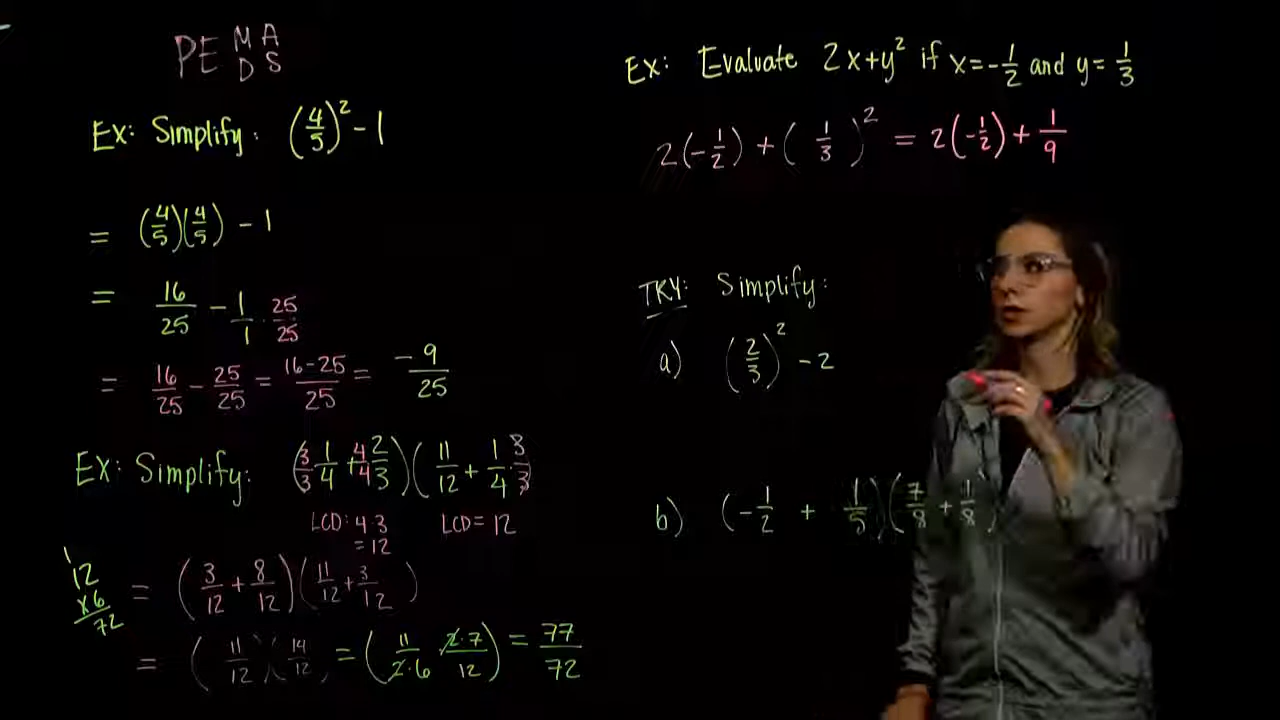 PE MA
DS
Ex: Simplify: (4/5)² - 1
= (4/5)(4/5) - 1
= 16/25 - 1/1 · 25/25
= 16/25 - 25/25 = 16-25/25 = -9/25
EX: Simplify: (3/3 1/4 + 4/4 2/3)(11/12 + 1/4 · 3/3)
LCD: 4·3 LCD = 12
= 12
= (3/12 + 8/12)(11/12 + 3/12)
1
12
x6
72
= (11/12)(14/12) = (11/2·6 2·7/12) = 77/72
Ex: Evaluate 2x+y² if x=-1/2 and y=1/3
2(-1/2) + (1/3)² = 2(-1/2) + 1/9
TRY: Simplify:
a) (2/3)² - 2
b) (-1/2 + 1/5)(7/8 + 1/8)